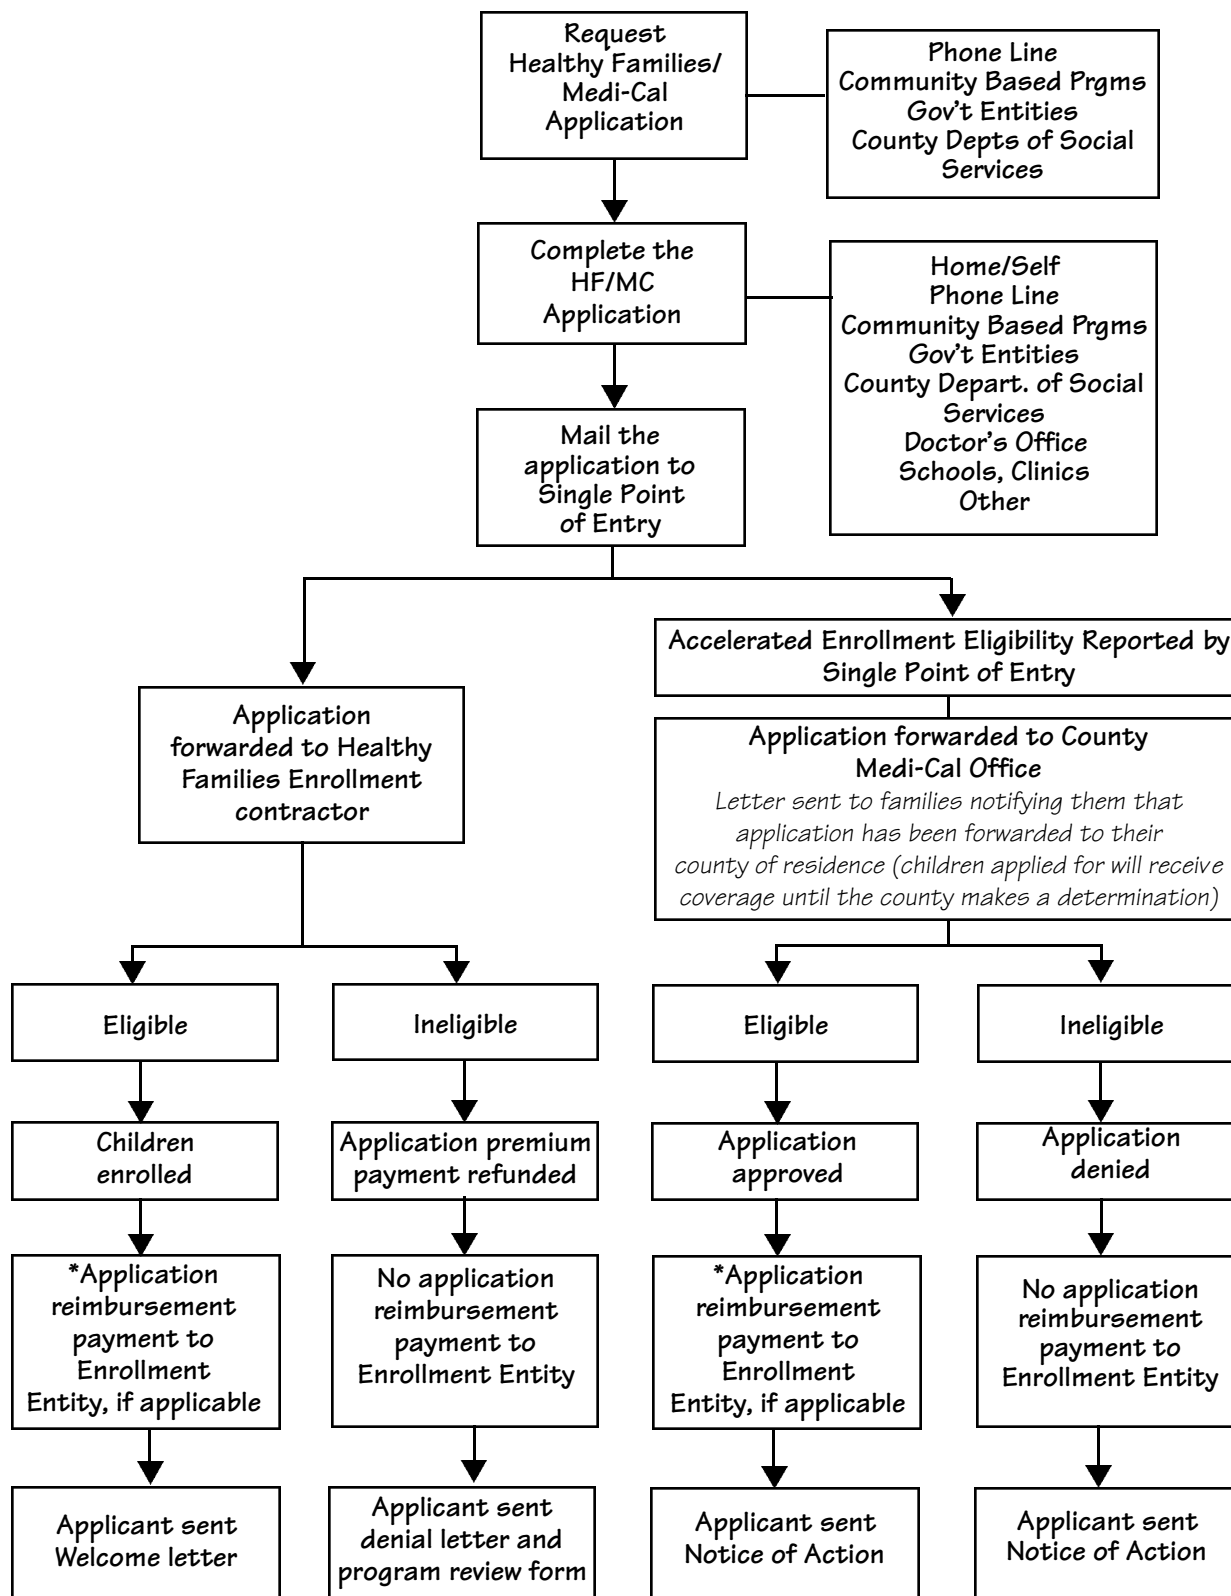 Request
Healthy Families/
Medi-Cal
Application
Phone Line
Community Based Prgms
Gov't Entities
County Depts of Social
Services
Complete the
HF/MC
Application
Home/Self
Phone Line
Community Based Prgms
Gov't Entities
County Depart. of Social
Services
Doctor's Office
Schools, Clinics
Other
Mail the
application to
Single Point
of Entry
Application
forwarded to Healthy
Families Enrollment
contractor
Accelerated Enrollment Eligibility Reported by
Single Point of Entry
Application forwarded to County
Medi-Cal Office
Letter sent to families notifying them that
application has been forwarded to their
county of residence (children applied for will receive
coverage until the county makes a determination)
Eligible
Ineligible
Eligible
Ineligible
Children
enrolled
Application premium
payment refunded
Application
approved
Application
denied
*Application
reimbursement
payment to
Enrollment
Entity, if applicable
No application
reimbursement
payment to
Enrollment Entity
*Application
reimbursement
payment to
Enrollment
Entity, if applicable
No application
reimbursement
payment to
Enrollment Entity
Applicant sent
Welcome letter
Applicant sent
denial letter and
program review form
Applicant sent
Notice of Action
Applicant sent
Notice of Action